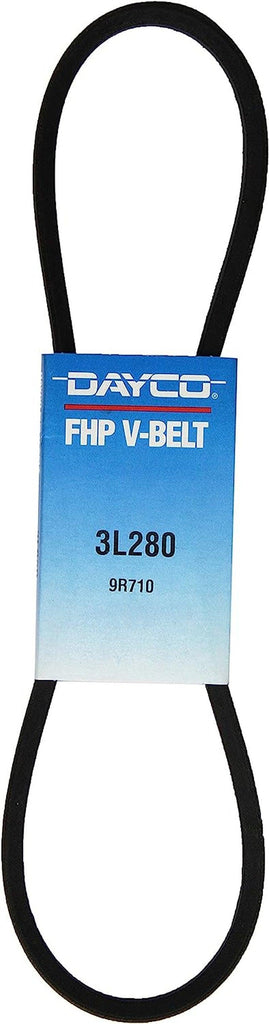 DAYCO®
FHP V-BELT
3L280
9R710